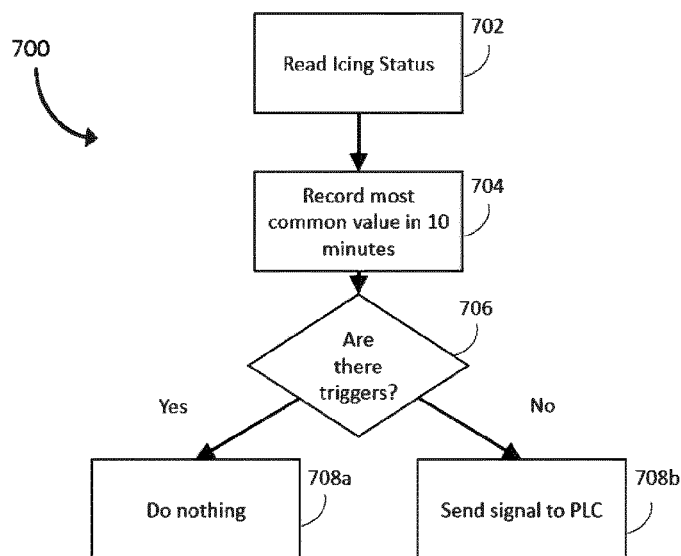 700
702
Read Icing Status
704
Record most
common value in 10
minutes
706
Are
there
triggers?
Yes
No
708a
Do nothing
708b
Send signal to PLC